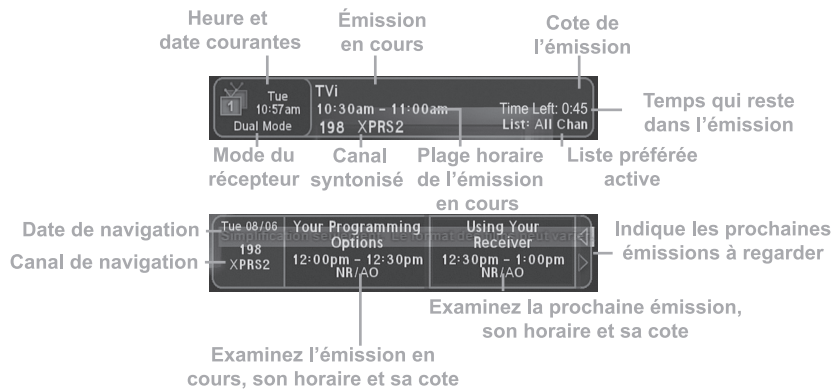 Heure et
date courantes
Émission
en cours
Cote de
l'émission
1
Tue
10:57am
Dual Mode
TVi
10:30am - 11:00am
198 XPRS2
Time Left: 0:45
List: All Chan
Temps qui reste
dans l'émission
Mode du
récepteur
Canal
syntonisé
Plage horaire
de l'émission
en cours
Liste préférée
active
Date de navigation
Canal de navigation
Tue 08/06
198
XPRS2
Your Programming
Options
12:00pm - 12:30pm
NR/AO
Using Your
Receiver
12:30pm - 1:00pm
NR/AO
Indique les prochaines
émissions à regarder
Examinez la prochaine émission,
son horaire et sa cote
Examinez l'émission en
cours, son horaire et sa cote